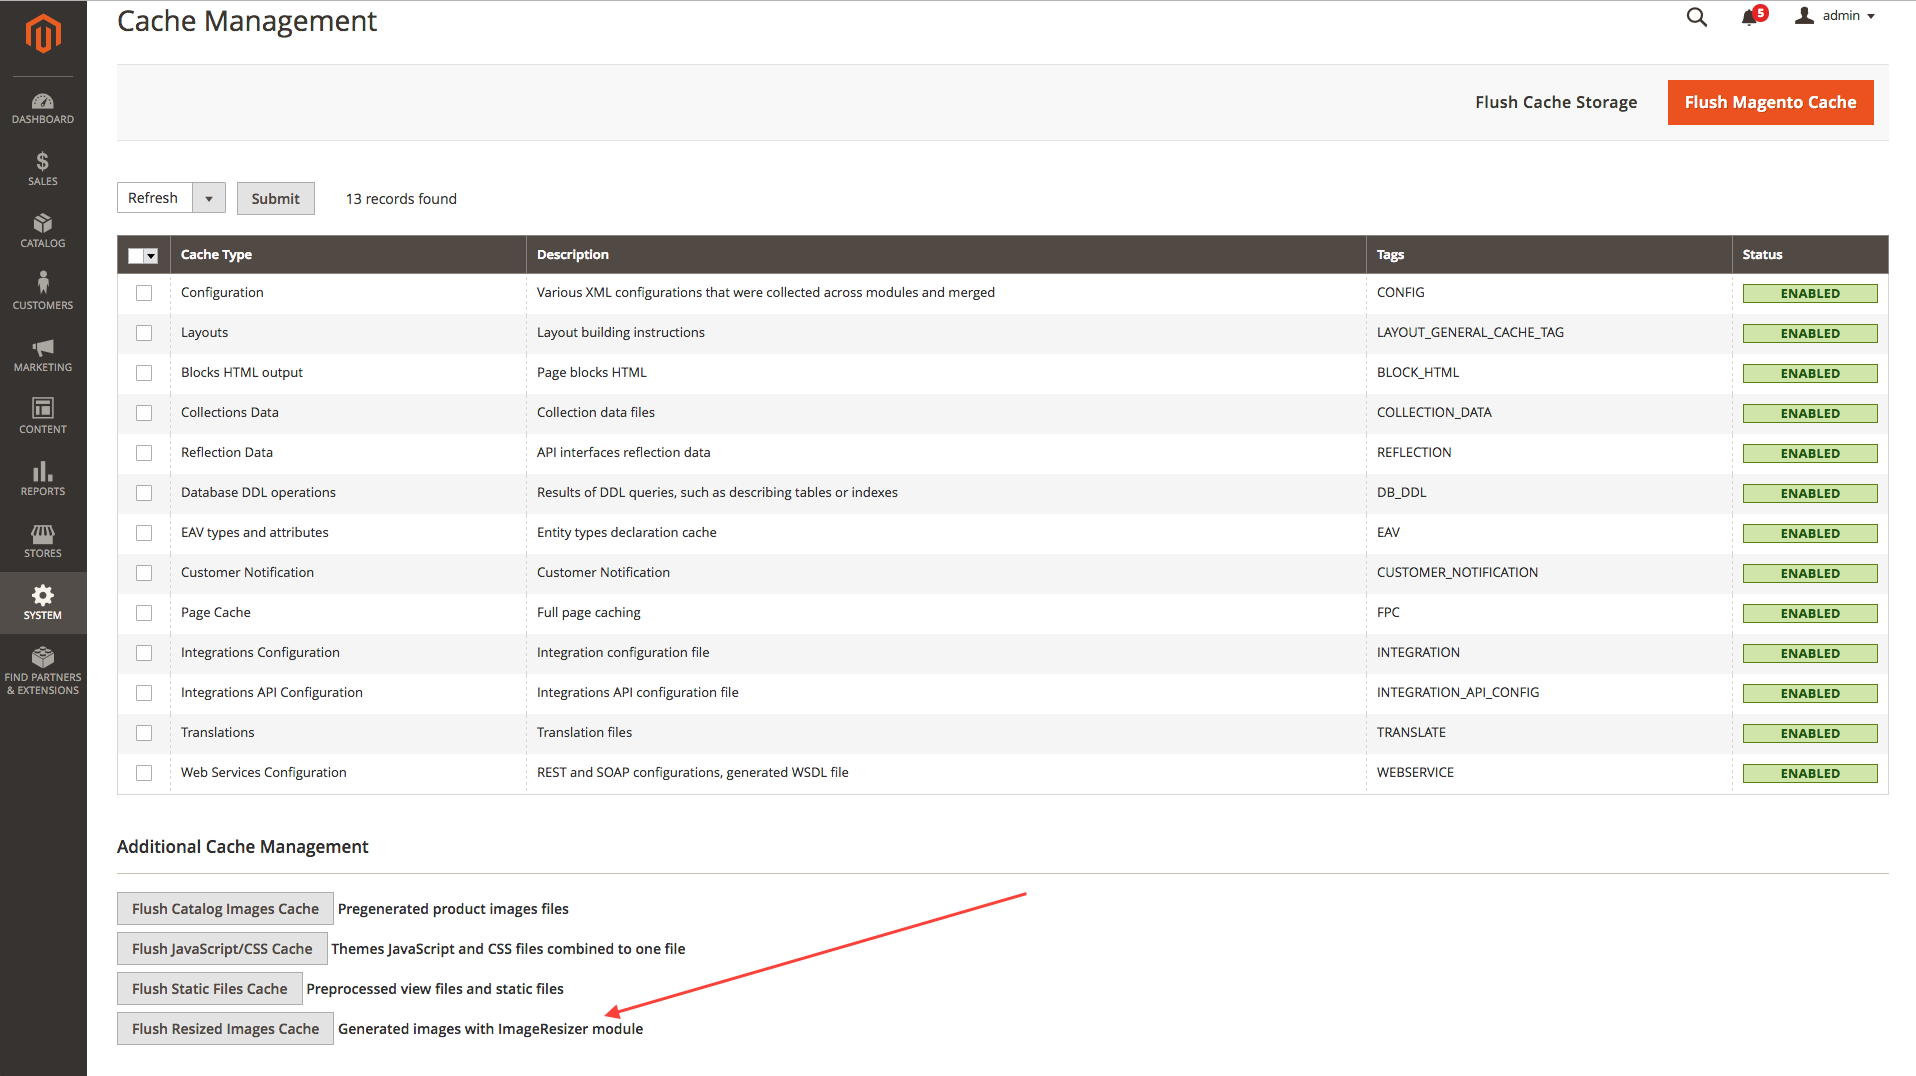 Cache Management
5
admin
DASHBOARD
SALES
CATALOG
CUSTOMERS
MARKETING
CONTENT
REPORTS
STORES
SYSTEM
FIND PARTNERS
& EXTENSIONS
Flush Cache Storage
Flush Magento Cache
Refresh
Submit
13 records found
Cache Type Description Tags Status
Configuration Various XML configurations that were collected across modules and merged CONFIG ENABLED
Layouts Layout building instructions LAYOUT_GENERAL_CACHE_TAG ENABLED
Blocks HTML output Page blocks HTML BLOCK_HTML ENABLED
Collections Data Collection data files COLLECTION_DATA ENABLED
Reflection Data API interfaces reflection data REFLECTION ENABLED
Database DDL operations Results of DDL queries, such as describing tables or indexes DB_DDL ENABLED
EAV types and attributes Entity types declaration cache EAV ENABLED
Customer Notification Customer Notification CUSTOMER_NOTIFICATION ENABLED
Page Cache Full page caching FPC ENABLED
Integrations Configuration Integration configuration file INTEGRATION ENABLED
Integrations API Configuration Integrations API configuration file INTEGRATION_API_CONFIG ENABLED
Translations Translation files TRANSLATE ENABLED
Web Services Configuration REST and SOAP configurations, generated WSDL file WEBSERVICE ENABLED
Additional Cache Management
Flush Catalog Images Cache Pregenerated product images files
Flush JavaScript/CSS Cache Themes JavaScript and CSS files combined to one file
Flush Static Files Cache Preprocessed view files and static files
Flush Resized Images Cache Generated images with ImageResizer module